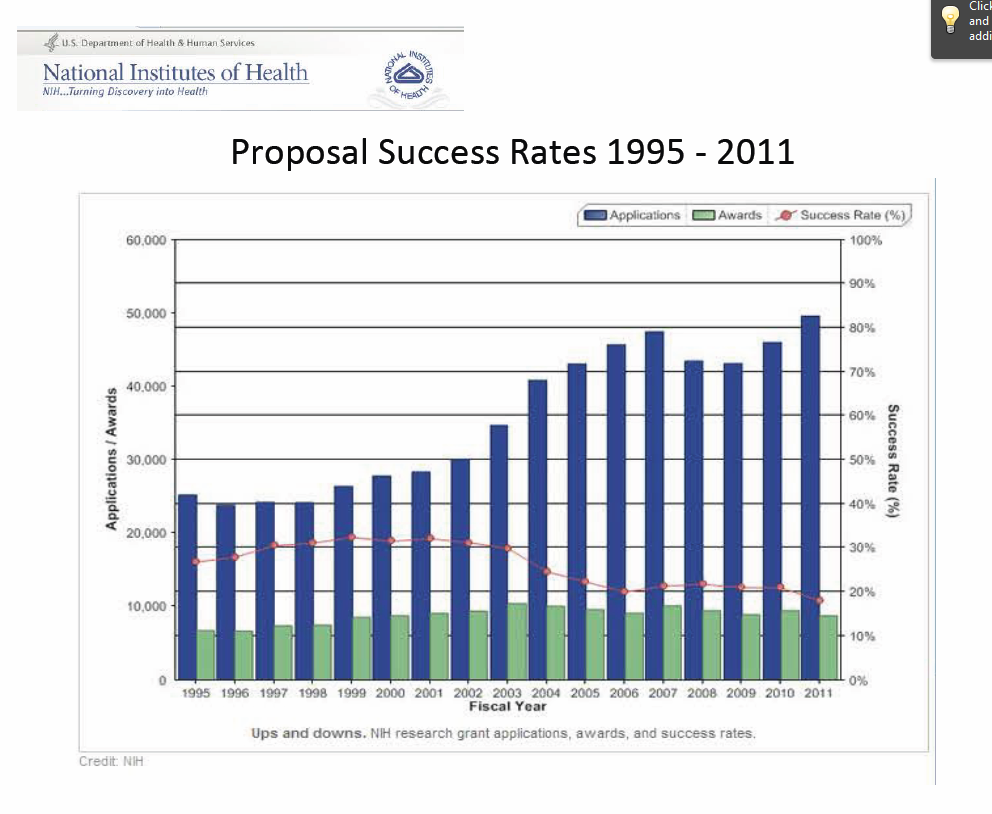 Click
and
addi
U.S. Department of Health & Human Services
National Institutes of Health
NIH...Turning Discovery into Health
NATIONAL INSTITUTES
OF HEALTH
Proposal Success Rates 1995 - 2011
Applications Awards Success Rate (%)
60,000 100%
90%
50,000
80%
70%
40,000
60%
30,000 50%
40%
20,000
30%
20%
10,000
10%
0 0%
Applications / Awards
Success Rate (%)
1995 1996 1997 1998 1999 2000 2001 2002 2003 2004 2005 2006 2007 2008 2009 2010 2011
Fiscal Year
Ups and downs. NIH research grant applications, awards, and success rates.
Credit: NIH